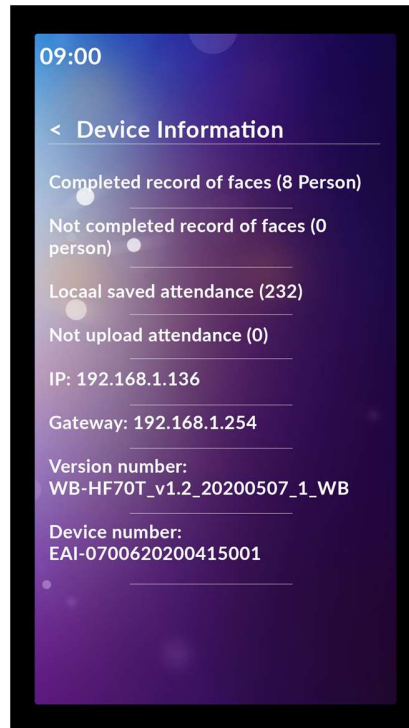 09:00
< Device Information
Completed record of faces (8 Person)
Not completed record of faces (0
person)
Locaal saved attendance (232)
Not upload attendance (0)
IP: 192.168.1.136
Gateway: 192.168.1.254
Version number:
WB-HF70T_v1.2_20200507_1_WB
Device number:
EAI-0700620200415001